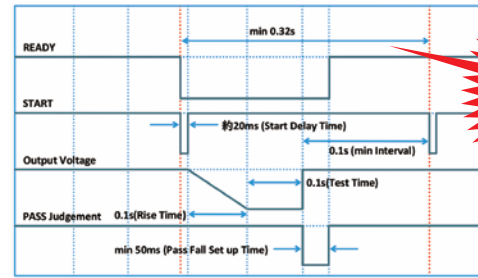 min 0.32s
READY
START
約20ms (Start Delay Time)
0.1s (min Interval)
Output Voltage
0.1s(Test Time)
0.1s(Rise Time)
PASS Judgement
min 50ms (Pass Fall Set up Time)